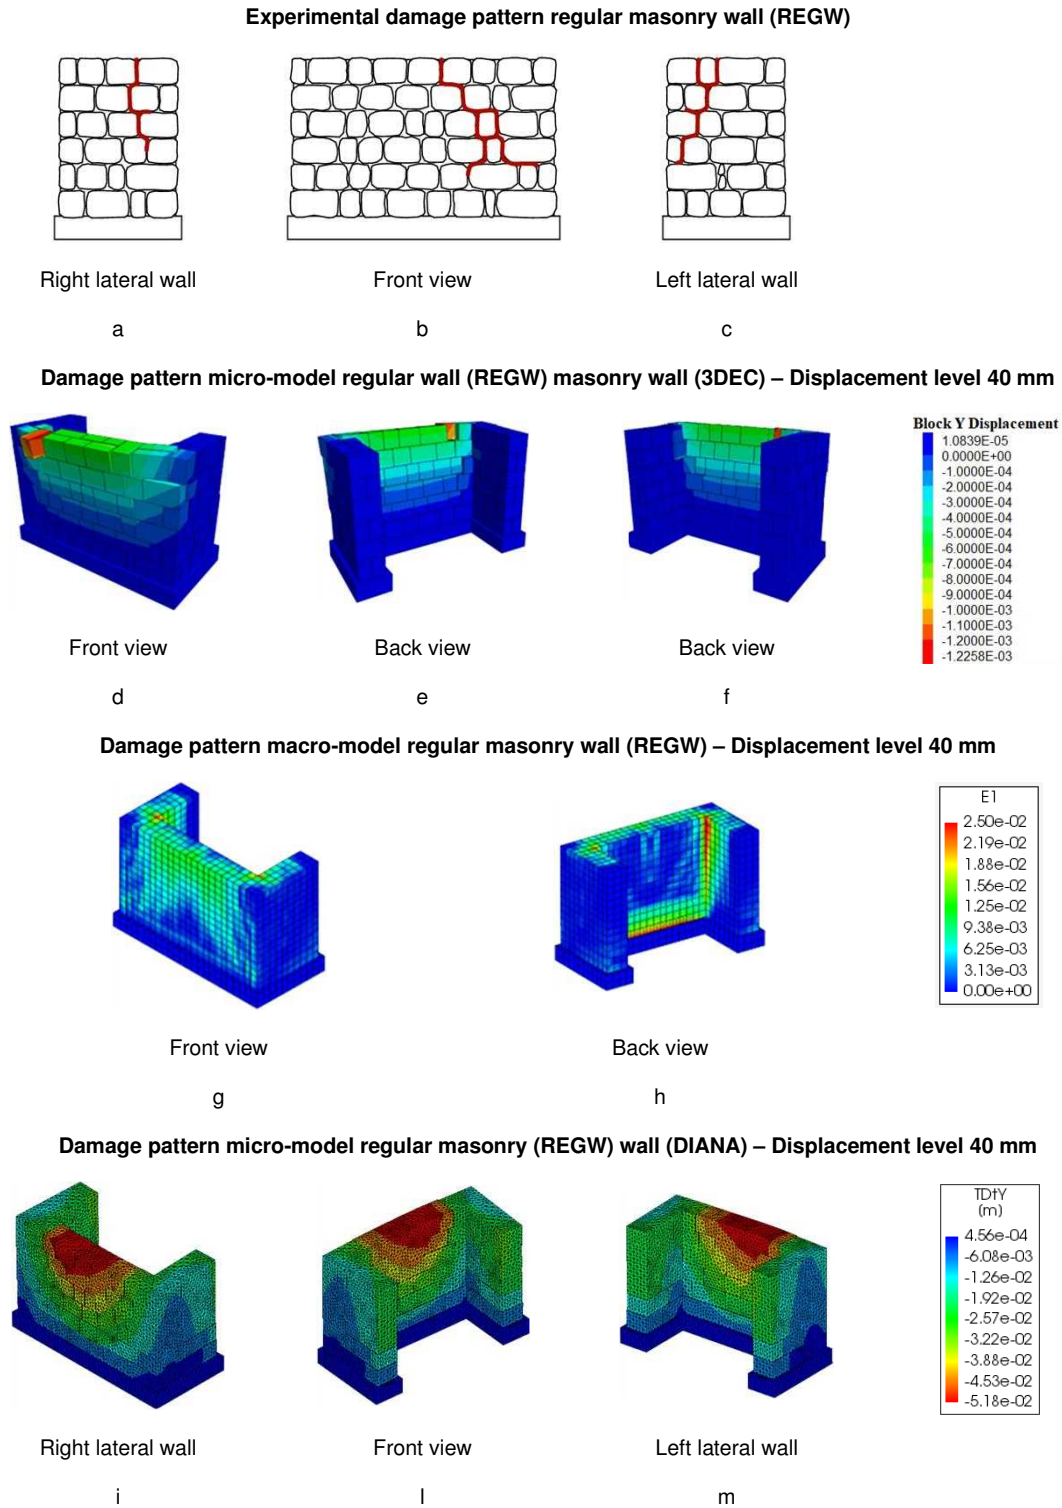 Experimental damage pattern regular masonry wall (REGW)
Right lateral wall
Front view
Left lateral wall
a
b
c
Damage pattern micro-model regular wall (REGW) masonry wall (3DEC) – Displacement level 40 mm
Block Y Displacement
1.0839E-05
0.0000E+00
-1.0000E-04
-2.0000E-04
-3.0000E-04
-4.0000E-04
-5.0000E-04
-6.0000E-04
-7.0000E-04
-8.0000E-04
-9.0000E-04
-1.0000E-03
-1.1000E-03
-1.2000E-03
-1.2258E-03
Front view
Back view
Back view
d
e
f
Damage pattern macro-model regular masonry wall (REGW) – Displacement level 40 mm
E1
2.50e-02
2.19e-02
1.88e-02
1.56e-02
1.25e-02
9.38e-03
6.25e-03
3.13e-03
0.00e+00
Front view
Back view
g
h
Damage pattern micro-model regular masonry (REGW) wall (DIANA) – Displacement level 40 mm
TDtY
(m)
4.56e-04
-6.08e-03
-1.26e-02
-1.92e-02
-2.57e-02
-3.22e-02
-3.88e-02
-4.53e-02
-5.18e-02
Right lateral wall
Front view
Left lateral wall
i
l
m